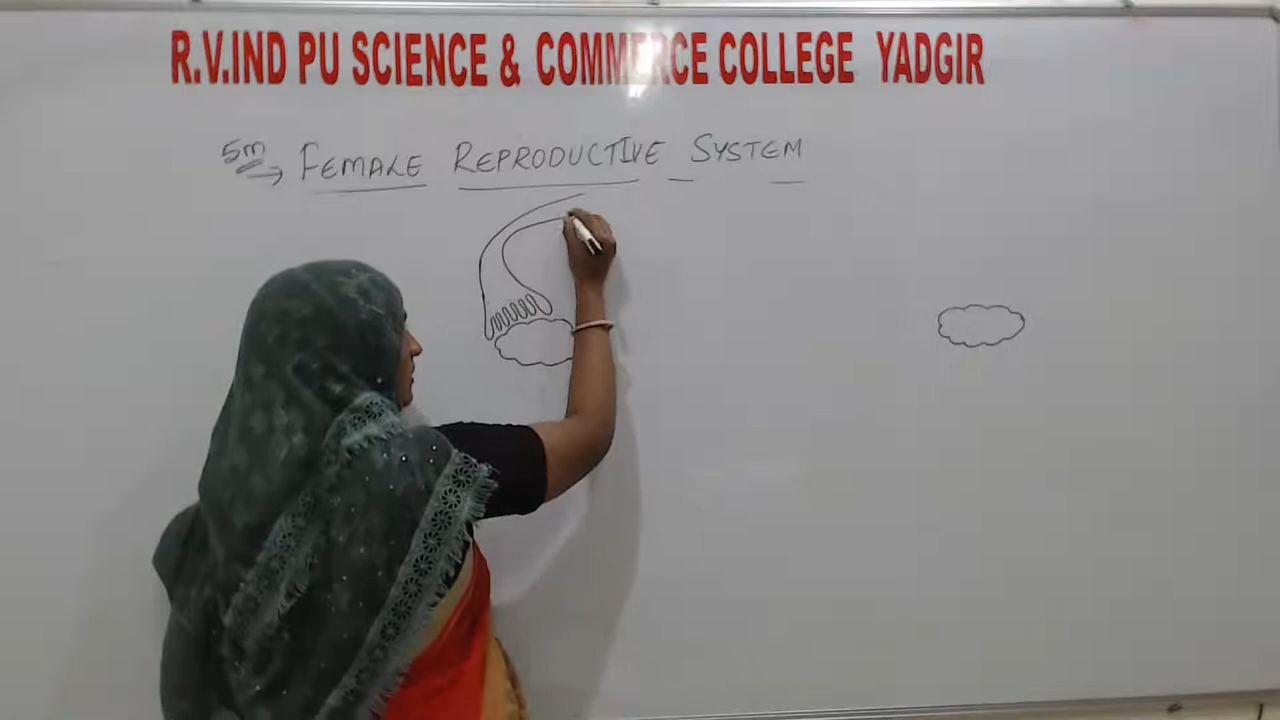 R.V.IND PU SCIENCE & COMMERCE COLLEGE YADGIR
5m → FEMALE REPRODUCTIVE SYSTEM